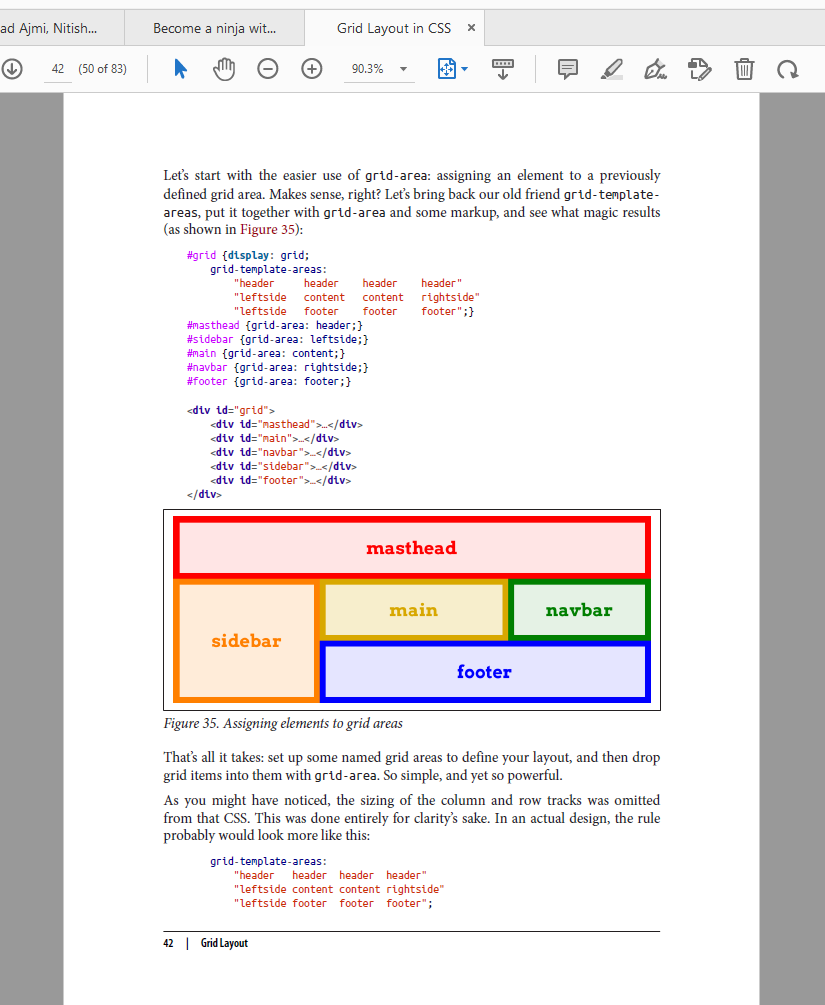 ad Ajmi, Nitish...
Become a ninja wit...
Grid Layout in CSS
×
42
(50 of 83)
90.3%
Let's start with the easier use of grid-area: assigning an element to a previously
defined grid area. Makes sense, right? Let's bring back our old friend grid-template-
areas, put it together with grid-area and some markup, and see what magic results
(as shown in Figure 35):
#grid {display: grid;
grid-template-areas:
"header header header header"
"leftside content content rightside"
"leftside footer footer footer";}
#masthead {grid-area: header;}
#sidebar {grid-area: leftside;}
#main {grid-area: content;}
#navbar {grid-area: rightside;}
#footer {grid-area: footer;}
<div id="grid">
<div id="masthead">…</div>
<div id="main">…</div>
<div id="navbar">…</div>
<div id="sidebar">…</div>
<div id="footer">…</div>
</div>
masthead
main
navbar
sidebar
footer
Figure 35. Assigning elements to grid areas
That's all it takes: set up some named grid areas to define your layout, and then drop
grid items into them with grid-area. So simple, and yet so powerful.
As you might have noticed, the sizing of the column and row tracks was omitted
from that CSS. This was done entirely for clarity's sake. In an actual design, the rule
probably would look more like this:
grid-template-areas:
"header header header header"
"leftside content content rightside"
"leftside footer footer footer";
42 | Grid Layout